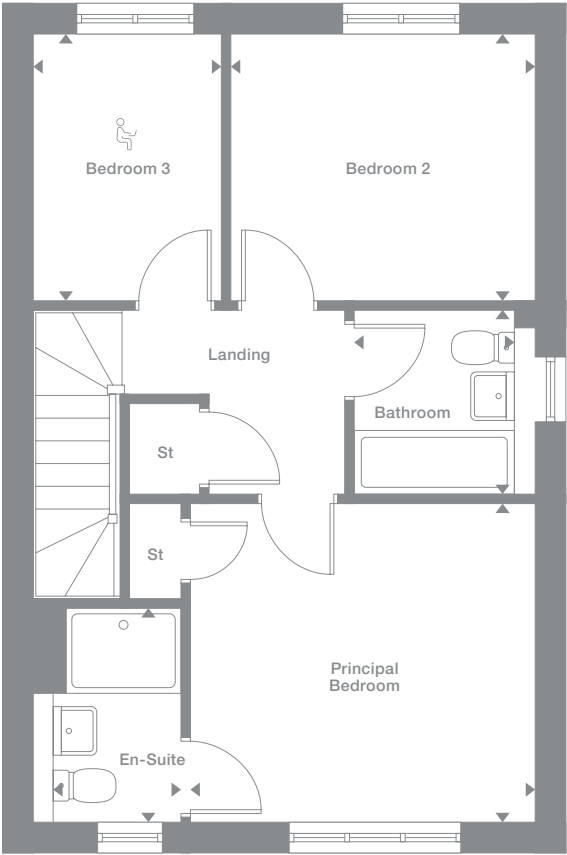 Bedroom 3
Bedroom 2
Landing
Bathroom
St
St
Principal
Bedroom
En-Suite